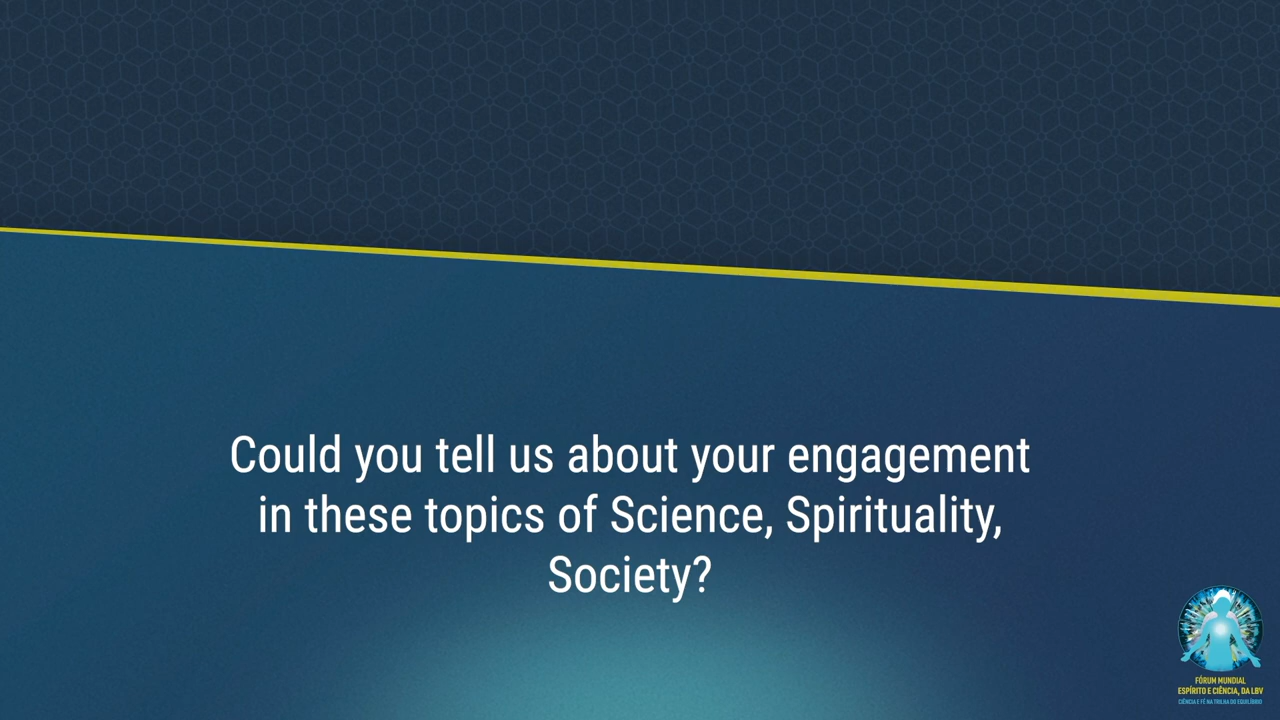 Could you tell us about your engagement
in these topics of Science, Spirituality,
Society?
FÓRUM MUNDIAL
ESPÍRITO E CIÊNCIA, DA LBV
CIÊNCIA E FÉ NA TRILHA DO EQUILÍBRIO